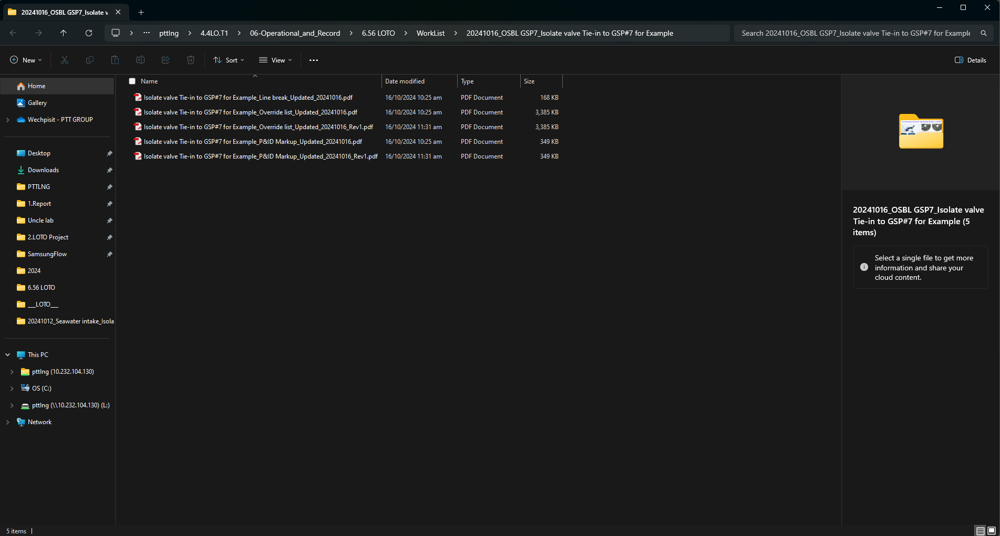 20241016_OSBL GSP7_Isolate v
··· pttlng > 4.4LO.T1 > 06-Operational_and_Record > 6.56 LOTO > WorkList > 20241016_OSBL GSP7_Isolate valve Tie-in to GSP#7 for Example
Search 20241016_OSBL GSP7_Isolate valve Tie-in to GSP#7 for Example
New Sort View ··· Details
Name Date modified Type Size
Isolate valve Tie-in to GSP#7 for Example_Line break_Updated_20241016.pdf 16/10/2024 10:25 am PDF Document 168 KB
Isolate valve Tie-in to GSP#7 for Example_Override list_Updated_20241016.pdf 16/10/2024 10:25 am PDF Document 3,385 KB
Isolate valve Tie-in to GSP#7 for Example_Override list_Updated_20241016_Rev1.pdf 16/10/2024 11:31 am PDF Document 3,385 KB
Isolate valve Tie-in to GSP#7 for Example_P&ID Markup_Updated_20241016.pdf 16/10/2024 10:25 am PDF Document 349 KB
Isolate valve Tie-in to GSP#7 for Example_P&ID Markup_Updated_20241016_Rev1.pdf 16/10/2024 11:31 am PDF Document 349 KB
Home
Gallery
Wechpisit - PTT GROUP
Desktop
Downloads
PTTLNG
1.Report
Uncle lab
2.LOTO Project
SamsungFlow
2024
6.56 LOTO
__LOTO__
20241012_Seawater intake_Isola
This PC
pttlng (10.232.104.130)
OS (C:)
pttlng (\\10.232.104.130) (L:)
Network
20241016_OSBL GSP7_Isolate valve
Tie-in to GSP#7 for Example (5
items)
Select a single file to get more
information and share your
cloud content.
5 items